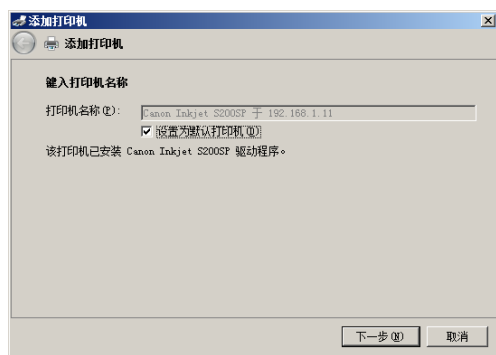 添加打印机
添加打印机
键入打印机名称
打印机名称(P)： Canon Inkjet S200SP 于 192.168.1.11
设置为默认打印机(D)
该打印机已安装 Canon Inkjet S200SP 驱动程序。
下一步(N) 取消